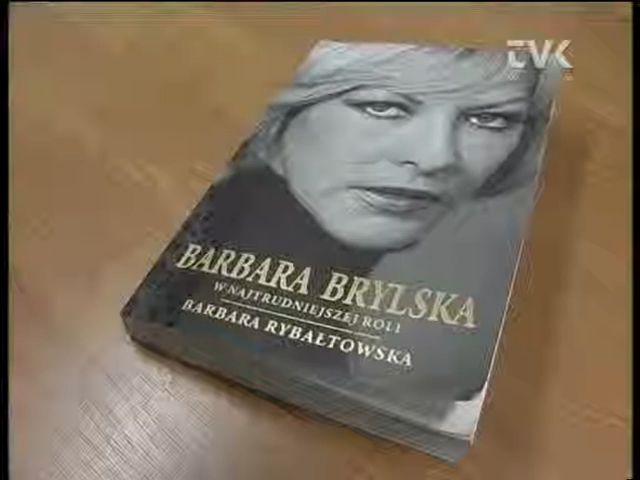 tvk
BARBARA BRYLSKA
W NAJTRUDNIEJSZEJ ROLI
BARBARA RYBAŁTOWSKA